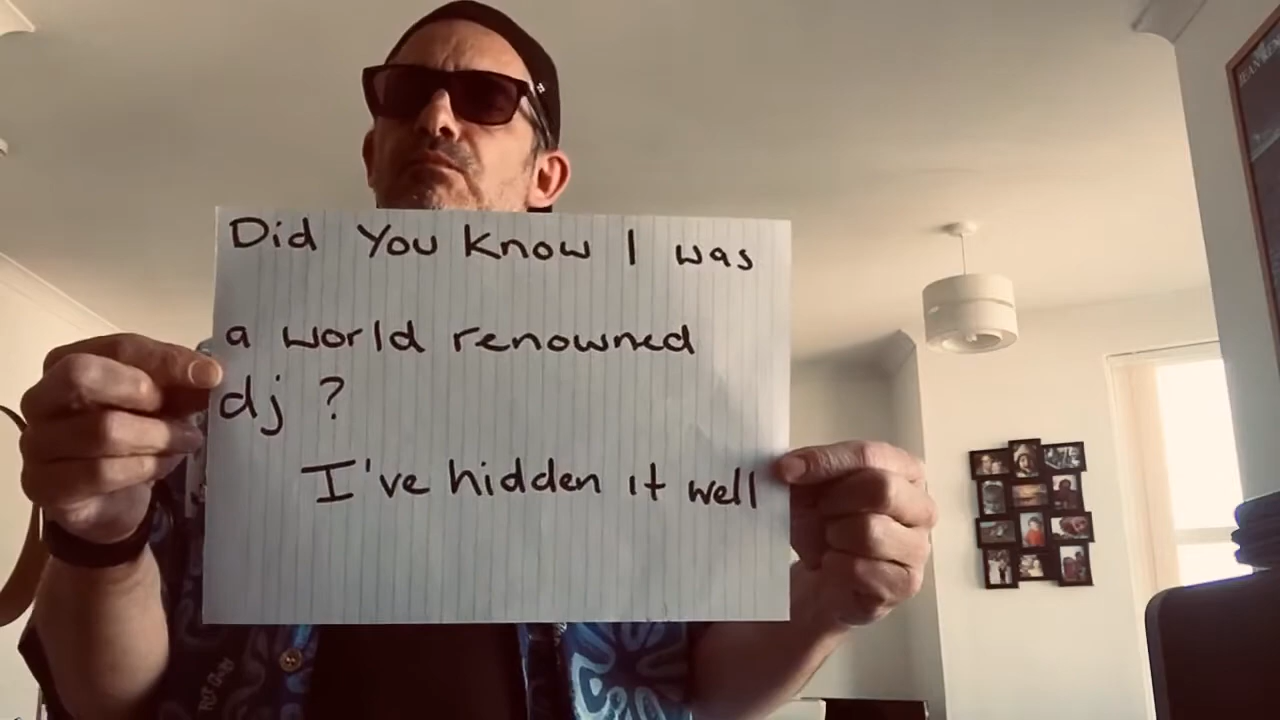 Did You Know I was
a world renowned
dj ?
I've hidden it well